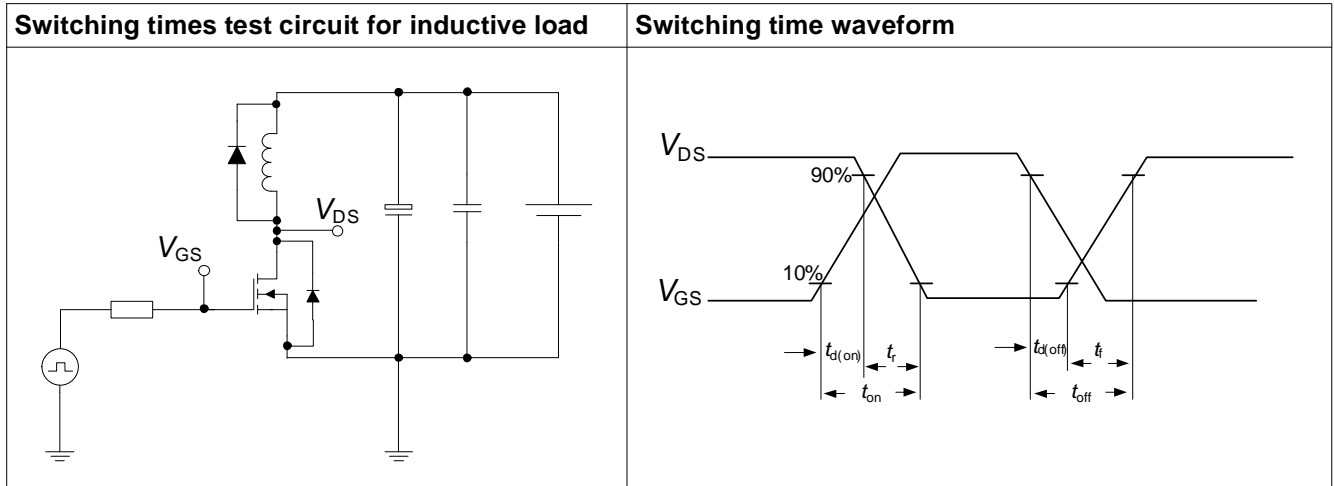 Switching times test circuit for inductive load
Switching time waveform
VDS
VGS
VDS
90%
10%
VGS
td(on) tr
ton
td(off) tf
toff